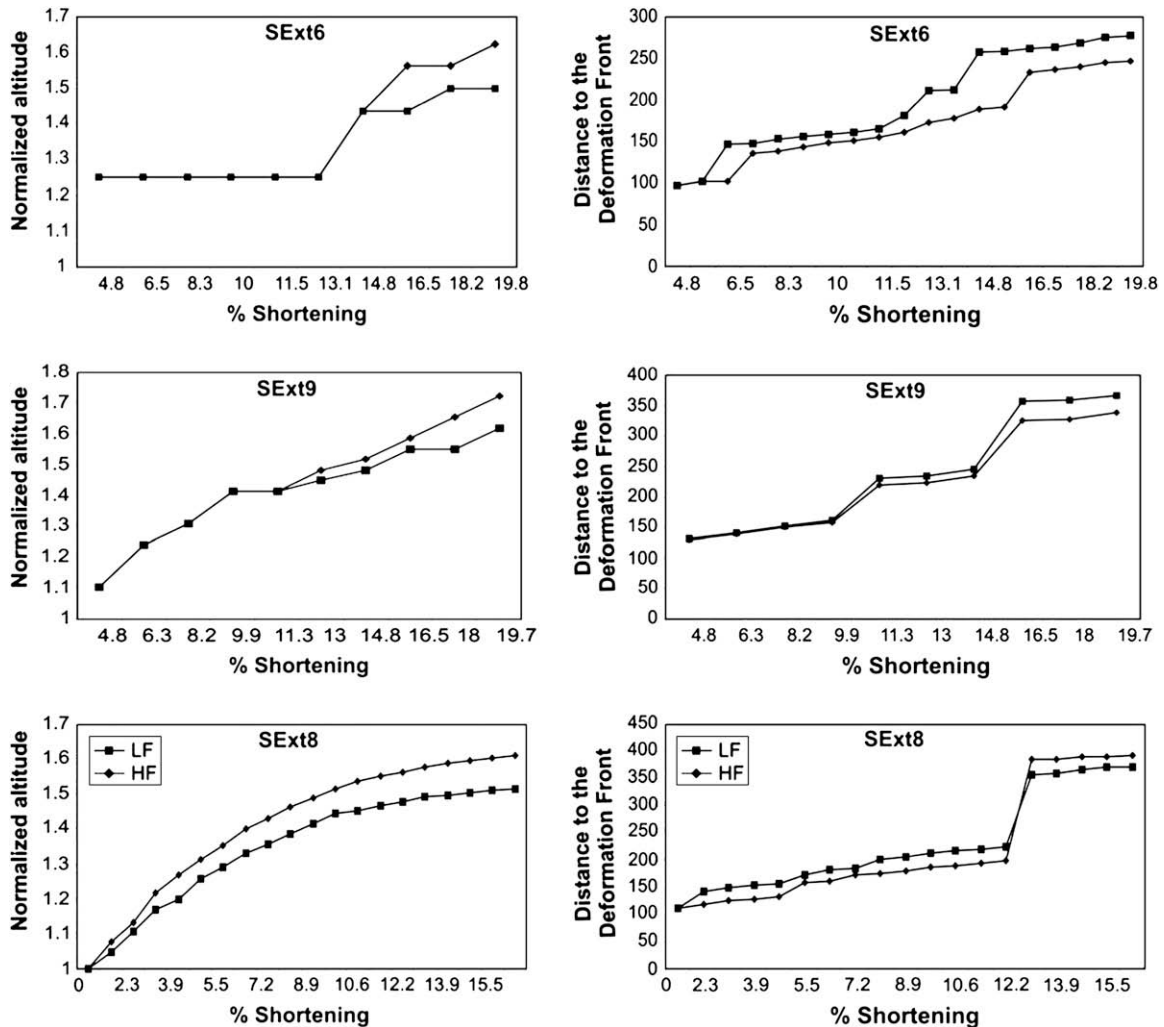 SExt6
Normalized altitude
1.7
1.6
1.5
1.4
1.3
1.2
1.1
1
4.8 6.5 8.3 10 11.5 13.1 14.8 16.5 18.2 19.8
% Shortening
SExt6
Distance to the
Deformation Front
300
250
200
150
100
50
0
4.8 6.5 8.3 10 11.5 14.8 16.5 18.2 19.8
% Shortening
SExt9
Normalized altitude
1.8
1.7
1.6
1.5
1.4
1.3
1.2
1.1
1
4.8 6.3 8.2 9.9 11.3 13 14.8 16.5 18 19.7
% Shortening
SExt9
Distance to the
Deformation Front
400
350
300
250
200
150
100
50
0
4.8 6.3 8.2 9.9 11.3 13 14.8 16.5 18 19.7
% Shortening
SExt8
LF
HF
Normalized altitude
1.7
1.6
1.5
1.4
1.3
1.2
1.1
1
0 2.3 3.9 5.5 7.2 8.9 10.6 12.2 13.9 15.5
% Shortening
SExt8
LF
HF
Distance to the
Deformation Front
450
400
350
300
250
200
150
100
50
0
0 2.3 3.9 5.5 7.2 8.9 10.6 12.2 13.9 15.5
% Shortening